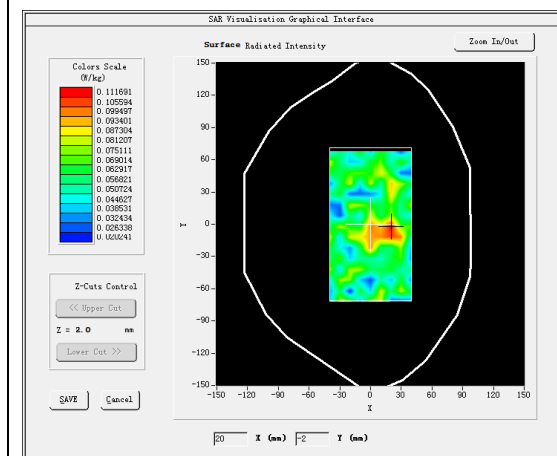 SAR Visualisation Graphical Interface
Surface Radiated Intensity
Zoom In/Out
Colors Scale
(W/kg)
0.111691
0.105594
0.099497
0.093401
0.087304
0.081207
0.075111
0.069014
0.062917
0.056821
0.050724
0.044627
0.038531
0.032434
0.026338
0.020241
Z-Cuts Control
<< Upper Cut
Z = 2.0 mm
Lower Cut >>
SAVE Cancel
150
120
90
60
30
0
-30
-60
-90
-120
-150
Y
-150 -120 -90 -60 -30 0 30 60 90 120 150
X
20 X (mm) -2 Y (mm)